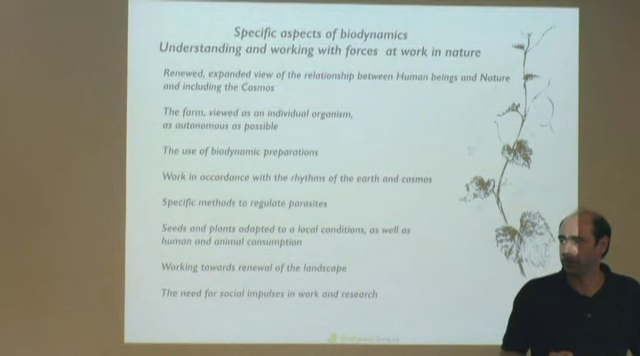 Specific aspects of biodynamics
Understanding and working with forces at work in nature
Renewed, expanded view of the relationship between Human beings and Nature
and including the Cosmos
The farm, viewed as an individual organism,
as autonomous as possible
The use of biodynamic preparations
Work in accordance with the rhythms of the earth and cosmos
Specific methods to regulate parasites
Seeds and plants adapted to a local conditions, as well as
human and animal consumption
Working towards renewal of the landscape
The need for social impulses in work and research